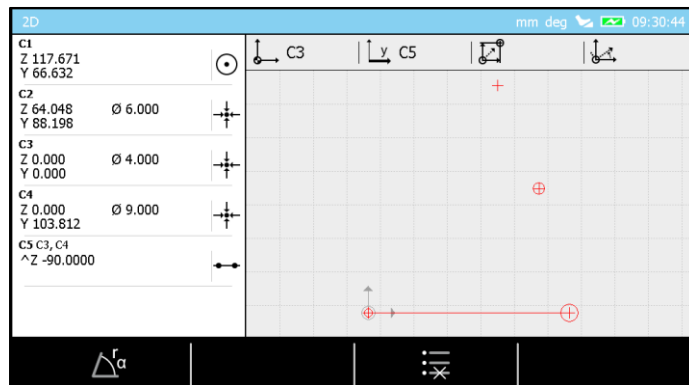 2D
mm deg 09:30:44
C1
Z 117.671
Y 66.632
C2
Z 64.048 Ø 6.000
Y 88.198
C3
Z 0.000 Ø 4.000
Y 0.000
C4
Z 0.000 Ø 9.000
Y 103.812
C5 C3, C4
^Z -90.0000
C3
y C5
r
α